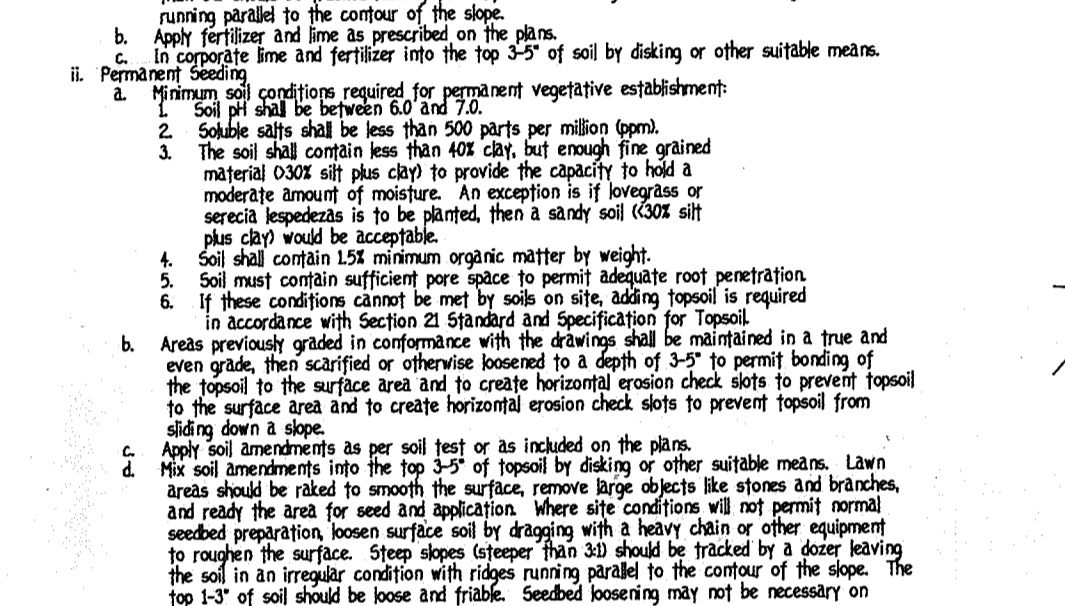 running parallel to the contour of the slope.
b. Apply fertilizer and lime as prescribed on the plans.
c. In corporate lime and fertilizer into the top 3-5" of soil by disking or other suitable means.
ii. Permanent Seeding
a. Minimum soil conditions required for permanent vegetative establishment:
1. Soil pH shall be between 6.0 and 7.0.
2. Soluble salts shall be less than 500 parts per million (ppm).
3. The soil shall contain less than 40% clay, but enough fine grained
material (>30% silt plus clay) to provide the capacity to hold a
moderate amount of moisture. An exception is if lovegrass or
serecia lespedezas is to be planted, then a sandy soil (<30% silt
plus clay) would be acceptable.
4. Soil shall contain 1.5% minimum organic matter by weight.
5. Soil must contain sufficient pore space to permit adequate root penetration.
6. If these conditions cannot be met by soils on site, adding topsoil is required
in accordance with Section 21 Standard and Specification for Topsoil.
b. Areas previously graded in conformance with the drawings shall be maintained in a true and
even grade, then scarified or otherwise loosened to a depth of 3-5" to permit bonding of
the topsoil to the surface area and to create horizontal erosion check slots to prevent topsoil
to the surface area and to create horizontal erosion check slots to prevent topsoil from
sliding down a slope.
c. Apply soil amendments as per soil test or as included on the plans.
d. Mix soil amendments into the top 3-5" of topsoil by disking or other suitable means. Lawn
areas should be raked to smooth the surface, remove large objects like stones and branches,
and ready the area for seed and application. Where site conditions will not permit normal
seedbed preparation, loosen surface soil by dragging with a heavy chain or other equipment
to roughen the surface. Steep slopes (steeper than 3:1) should be tracked by a dozer leaving
the soil in an irregular condition with ridges running parallel to the contour of the slope. The
top 1-3" of soil should be loose and friable. Seedbed loosening may not be necessary on